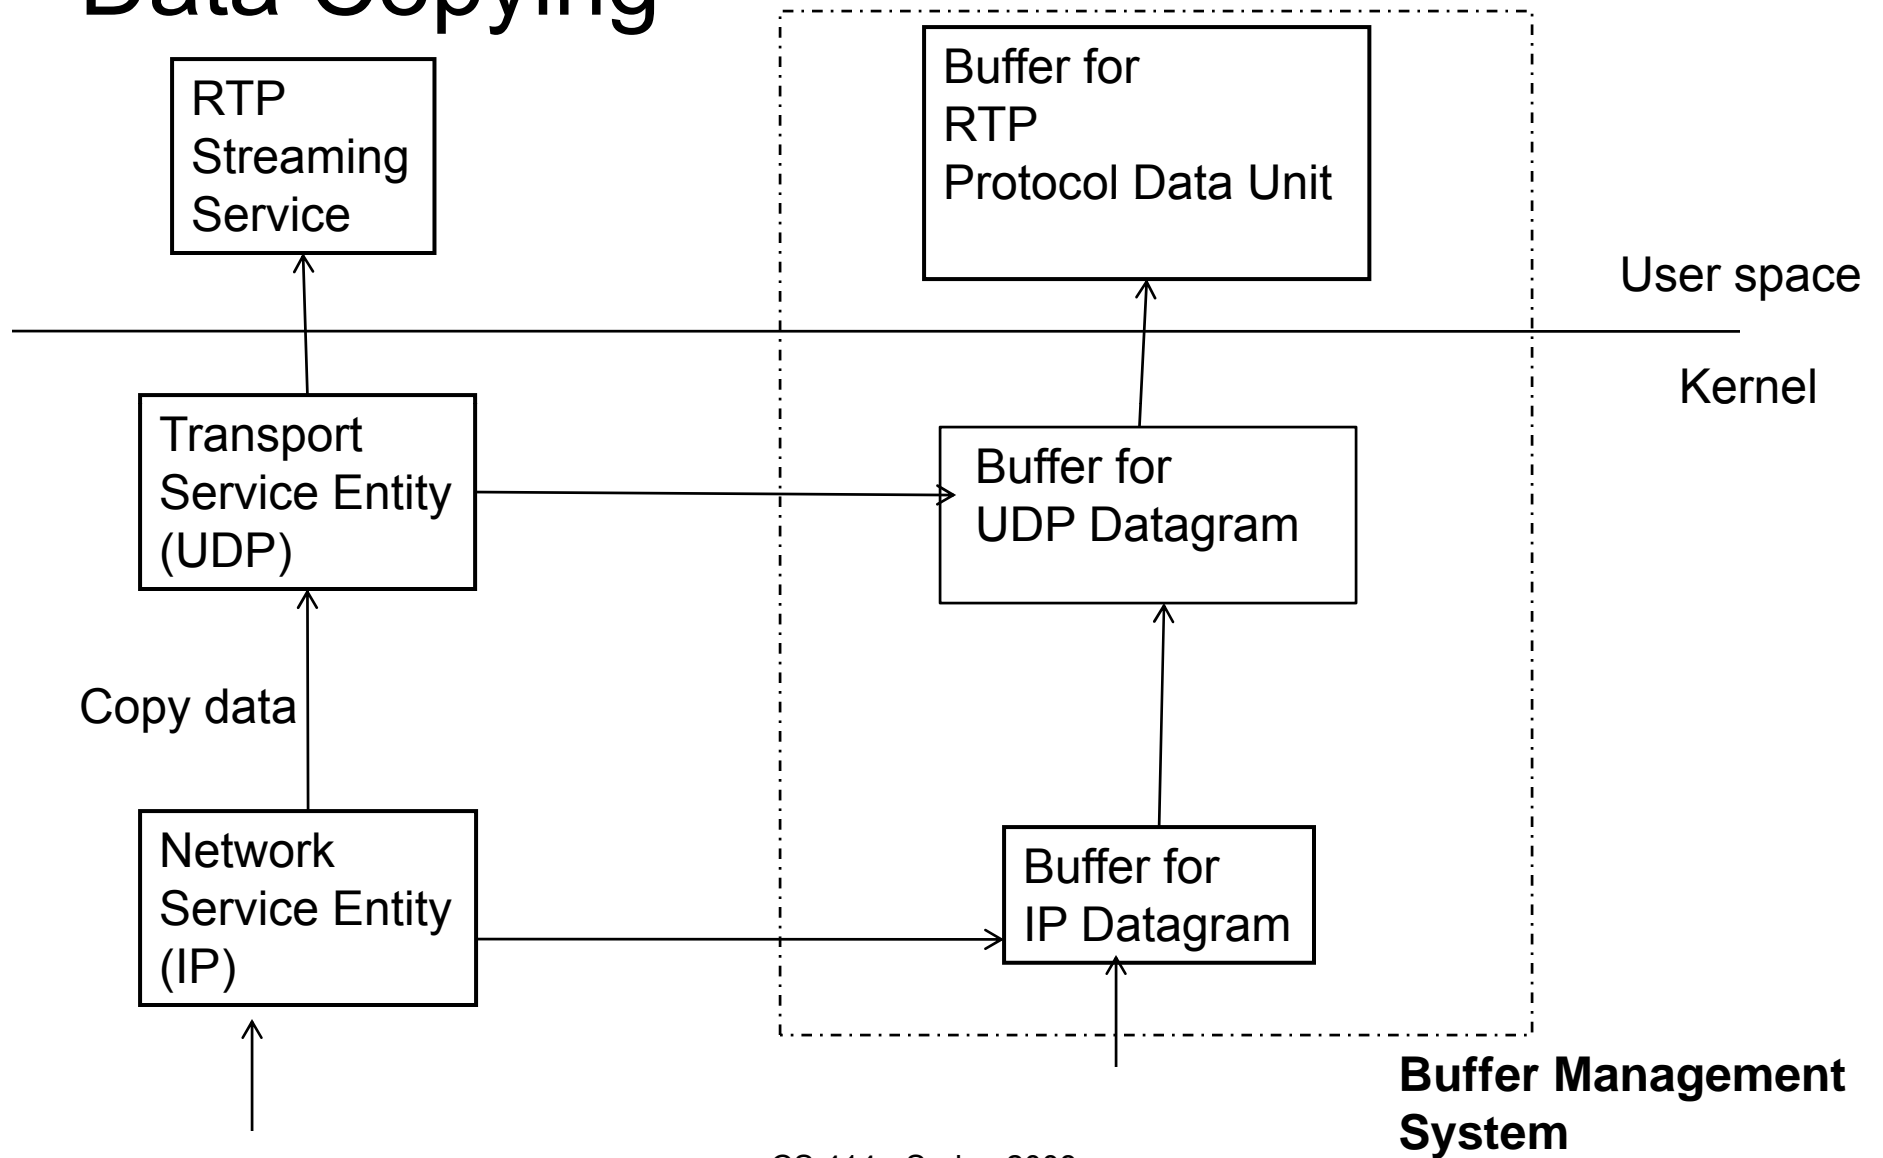 Data Copying
RTP
Streaming
Service
Buffer for
RTP
Protocol Data Unit
User space
Kernel
Transport
Service Entity
(UDP)
Buffer for
UDP Datagram
Copy data
Network
Service Entity
(IP)
Buffer for
IP Datagram
Buffer Management
System